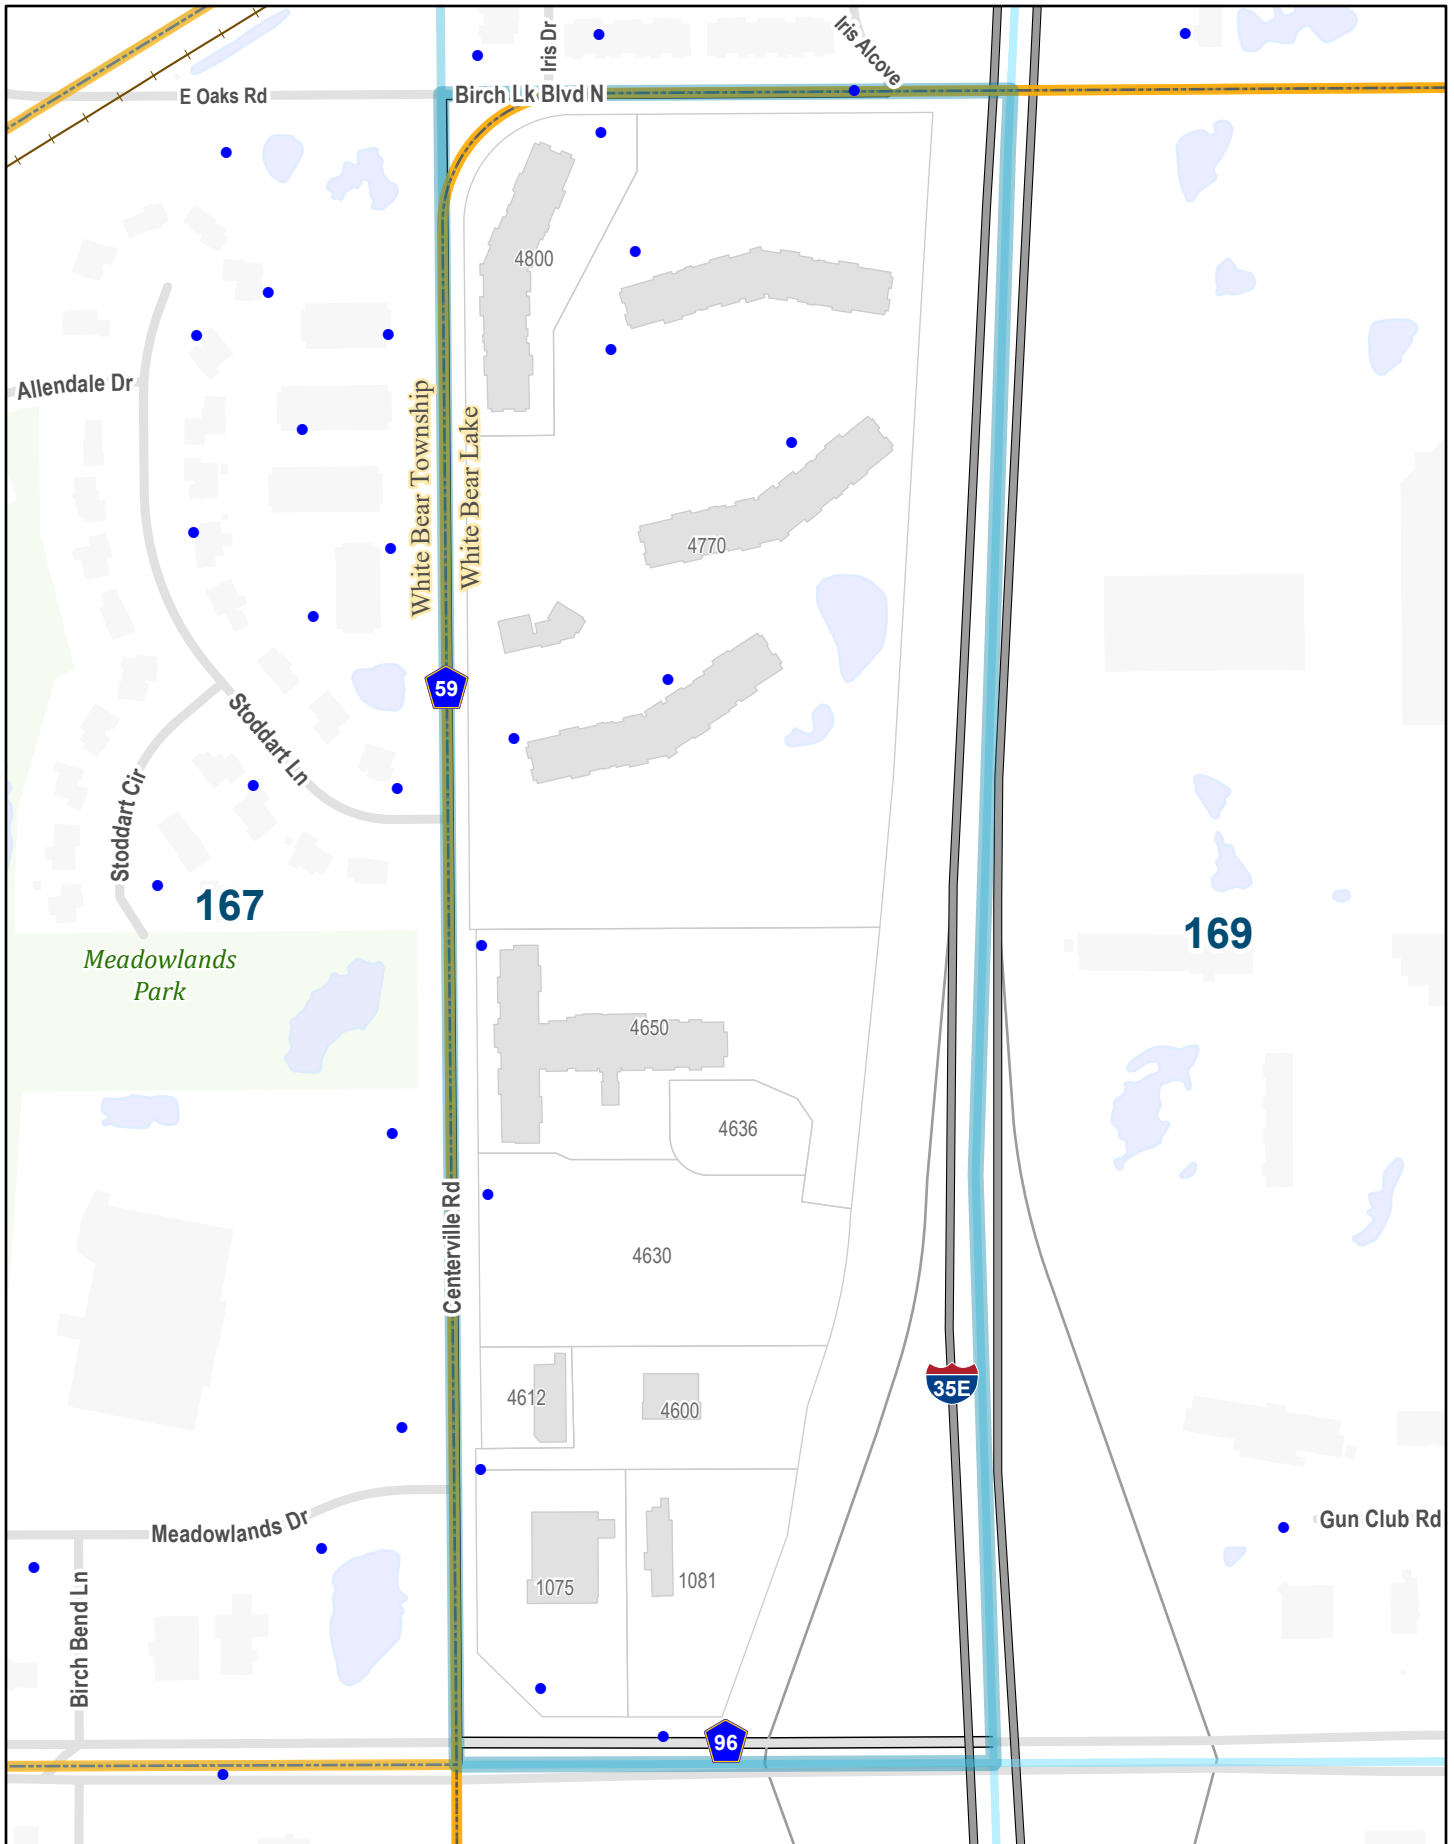 Iris Dr
Iris Alcove
E Oaks Rd
Birch Lk Blvd N
4800
Allendale Dr
White Bear Township
White Bear Lake
4770
59
Stoddart Ln
Stoddart Cir
167
169
Meadowlands
Park
4650
4636
Centerville Rd
4630
35E
4612
4600
Meadowlands Dr
Gun Club Rd
1075
1081
Birch Bend Ln
96